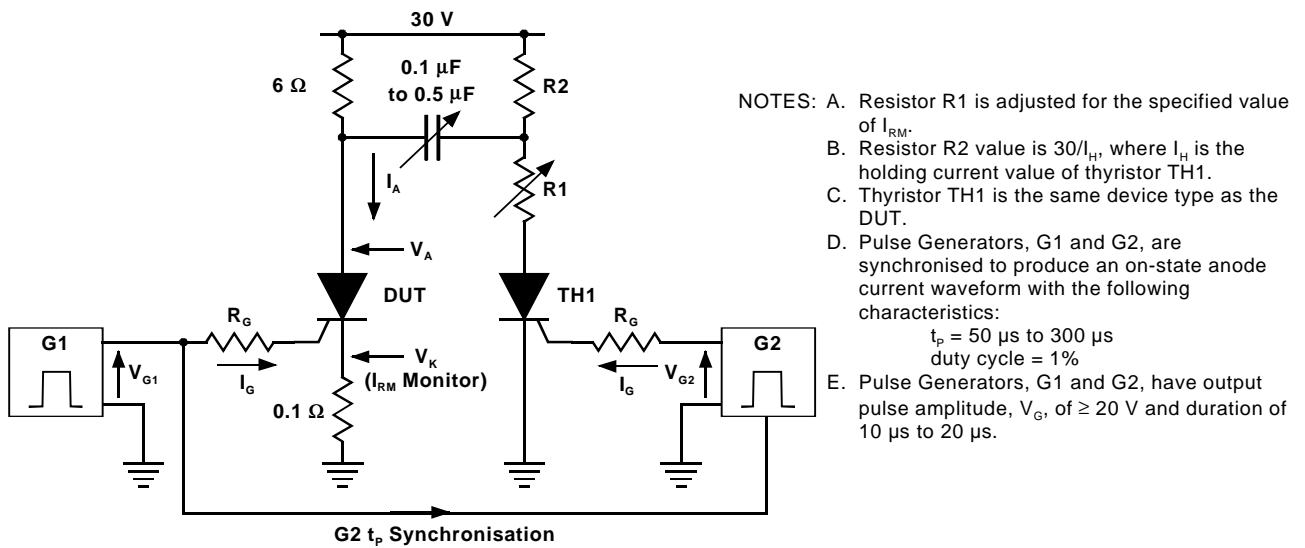 30 V
6 Ω
0.1 µF
to 0.5 µF
R2
I_A
R1
V_A
DUT
TH1
G1
R_G
V_K
(I_RM Monitor)
R_G
G2
V_G1
I_G
I_G
V_G2
0.1 Ω
G2 t_P Synchronisation
NOTES: A. Resistor R1 is adjusted for the specified value
of I_RM.
B. Resistor R2 value is 30/I_H, where I_H is the
holding current value of thyristor TH1.
C. Thyristor TH1 is the same device type as the
DUT.
D. Pulse Generators, G1 and G2, are
synchronised to produce an on-state anode
current waveform with the following
characteristics:
t_P = 50 µs to 300 µs
duty cycle = 1%
E. Pulse Generators, G1 and G2, have output
pulse amplitude, V_G, of ≥ 20 V and duration of
10 µs to 20 µs.